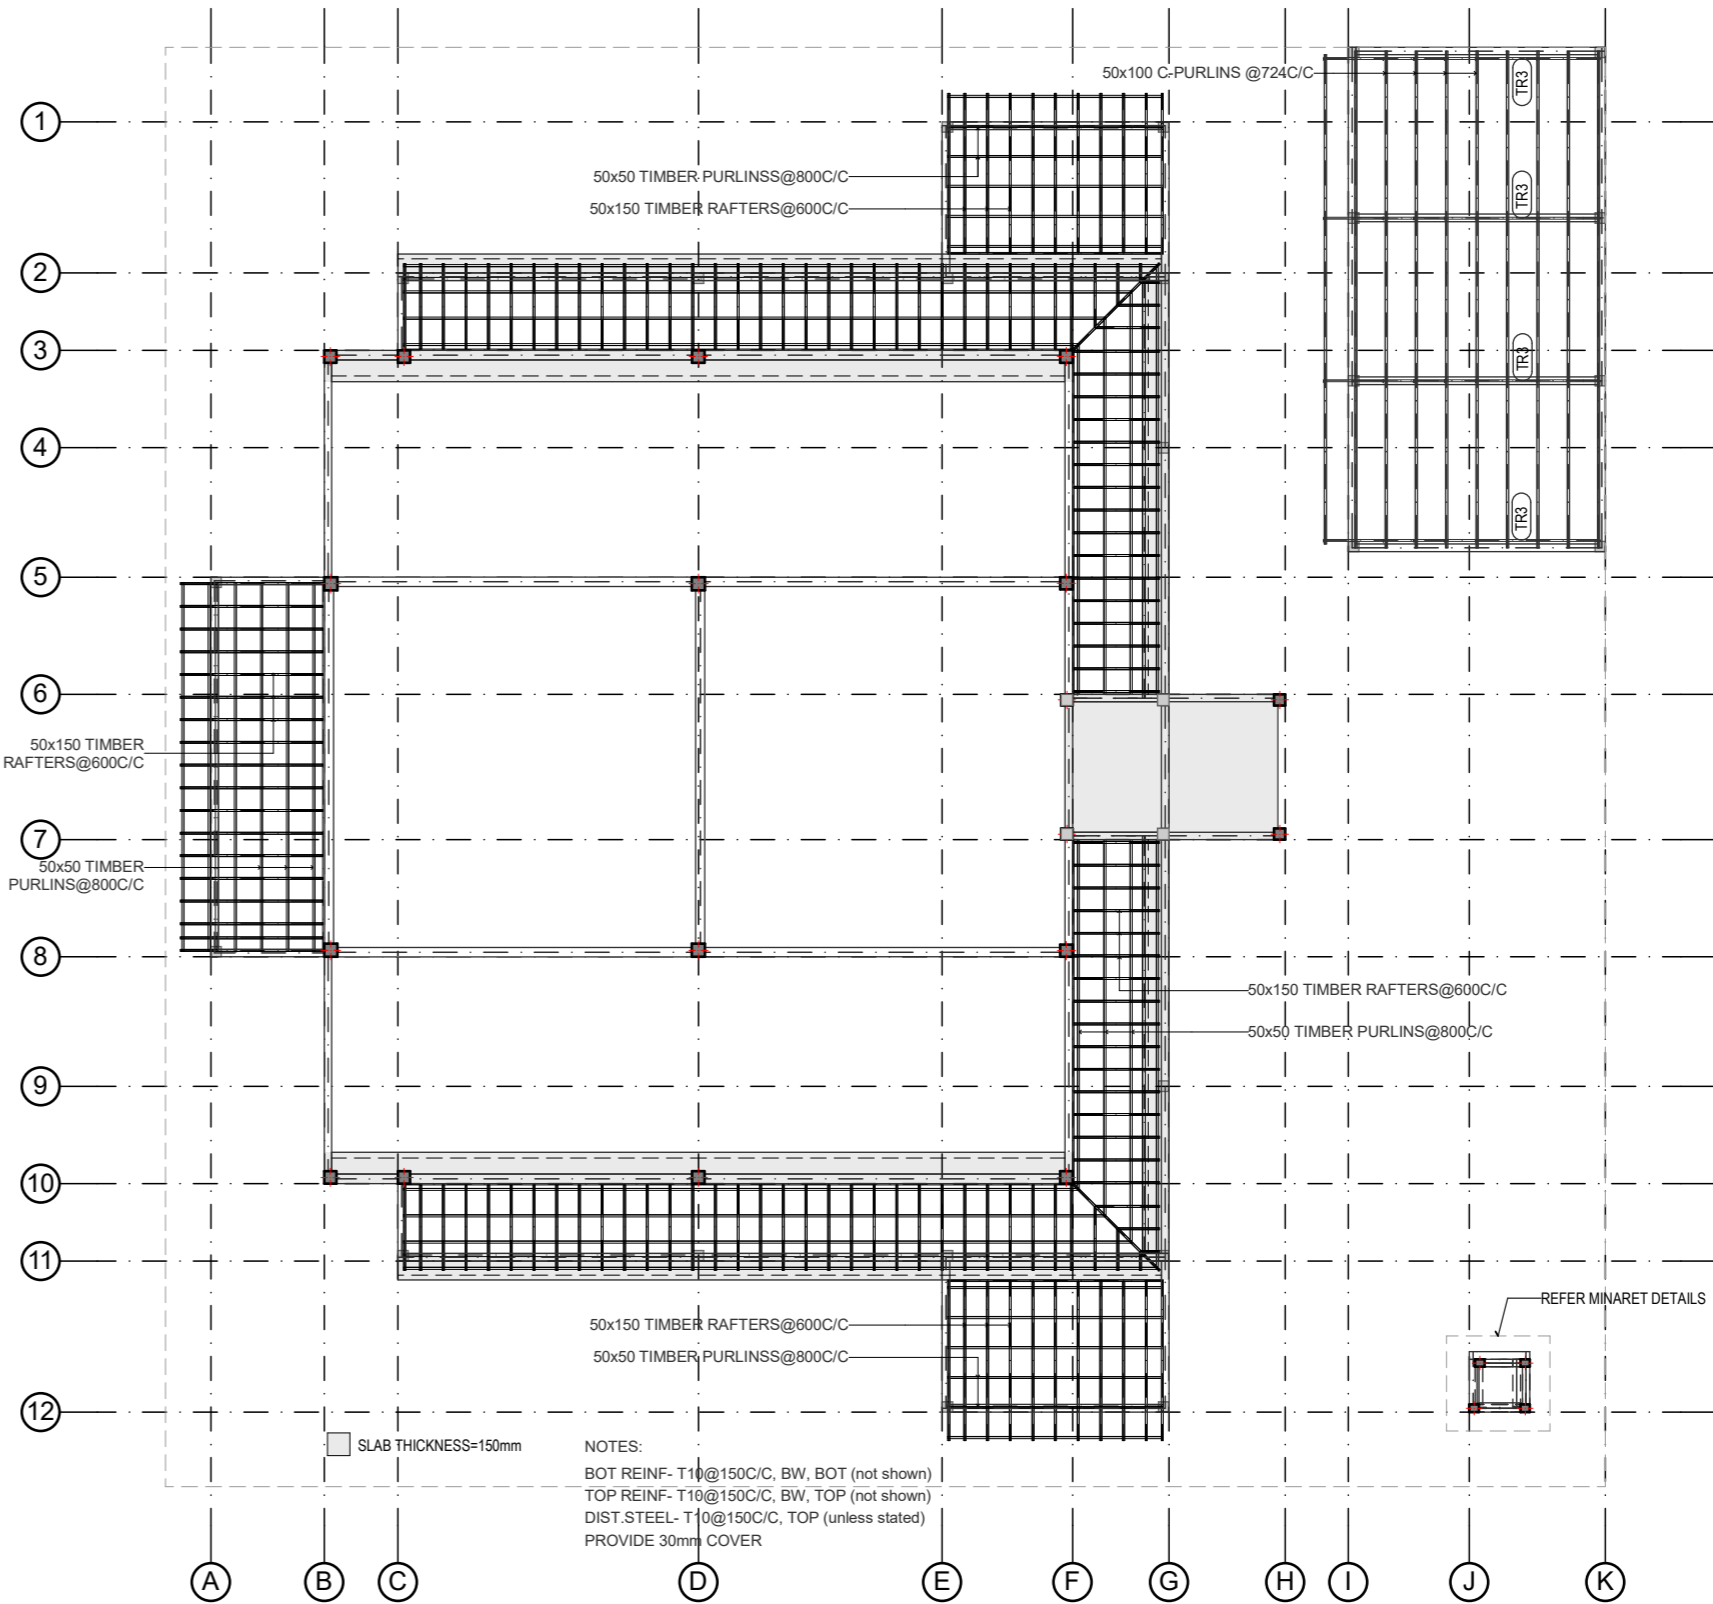 50x100 C-PURLINS @724C/C
TR3
1
50x50 TIMBER PURLINSS@800C/C
TR3
50x150 TIMBER RAFTERS@600C/C
2
3
TR3
4
TR3
5
6
50x150 TIMBER
RAFTERS@600C/C
7
50x50 TIMBER
PURLINS@800C/C
8
50x150 TIMBER RAFTERS@600C/C
50x50 TIMBER PURLINS@800C/C
9
10
11
REFER MINARET DETAILS
50x150 TIMBER RAFTERS@600C/C
50x50 TIMBER PURLINSS@800C/C
12
SLAB THICKNESS=150mm
NOTES:
BOT REINF- T10@150C/C, BW, BOT (not shown)
TOP REINF- T10@150C/C, BW, TOP (not shown)
DIST.STEEL- T10@150C/C, TOP (unless stated)
PROVIDE 30mm COVER
A B C D E F G H I J K